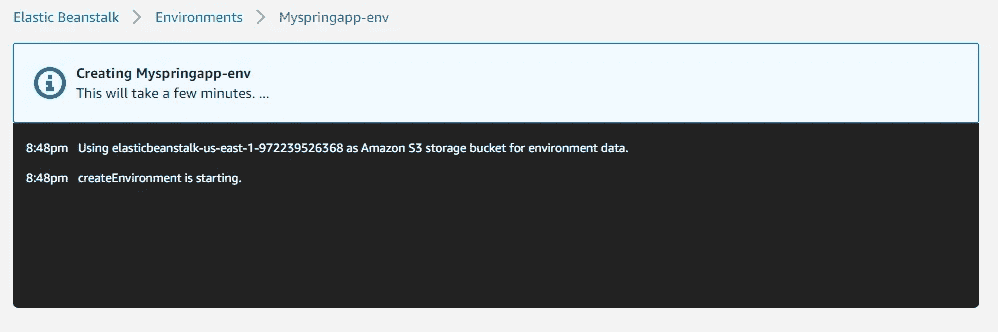 Elastic Beanstalk > Environments > Myspringapp-env
Creating Myspringapp-env
This will take a few minutes. ...
8:48pm Using elasticbeanstalk-us-east-1-972239526368 as Amazon S3 storage bucket for environment data.
8:48pm createEnvironment is starting.